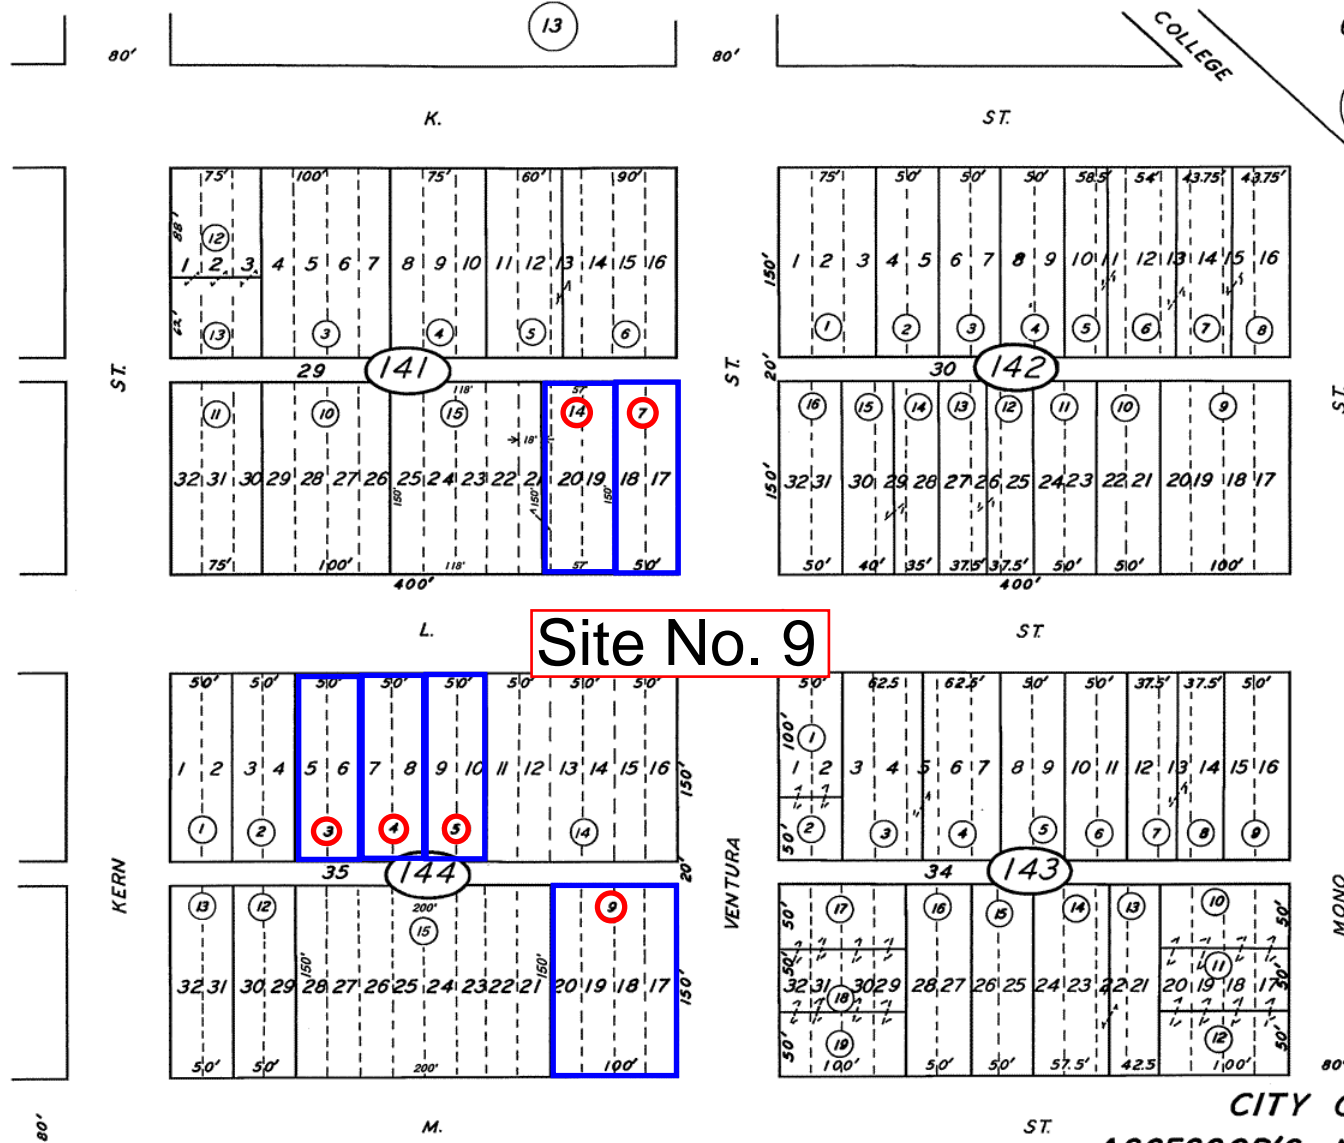 13
COLLEGE
80' 80'
K. ST.
75' 100' 75' 60' 90'
88'
12
1 2 3 4 5 6 7 8 9 10 11 12 13 14 15 16
62'
13 3 4 5 6
75' 50' 50' 50' 58.5' 54' 43.75' 43.75'
150'
1 2 3 4 5 6 7 8 9 10 11 12 13 14 15 16
1 2 3 4 5 6 7 8
ST. 29 141 ST. 20' 30 142 ST.
118' 57'
11 10 15 14 7
18'
32 31 30 29 28 27 26 25 24 23 22 21 20 19 18 17
150' 150' 150'
75' 100' 118' 57' 50'
400'
16 15 14 13 12 11 10 9
150'
32 31 30 29 28 27 26 25 24 23 22 21 20 19 18 17
50' 40' 35' 37.5' 37.5' 50' 50' 100'
400'
L. ST.
Site No. 9
50' 50' 50' 50' 50' 50' 50' 50'
1 2 3 4 5 6 7 8 9 10 11 12 13 14 15 16
150'
1 2 3 4 5 14
50' 62.5 62.5' 50' 50' 37.5' 37.5' 50'
100'
1
1 2 3 4 5 6 7 8 9 10 11 12 13 14 15 16
50'
2 3 4 5 6 7 8 9
KERN 35 144 20' VENTURA 34 143 MONO
13 12 200' 15 9
150' 150' 150'
32 31 30 29 28 27 26 25 24 23 22 21 20 19 18 17
50' 50' 200' 100'
50' 17 16 15 14 13 10 50'
50' 11 50'
32 31 30 29 28 27 26 25 24 23 22 21 20 19 18 17
18
50' 19 12 50'
100' 50' 50' 57.5' 42.5 100'
80' 80'
M. ST.
CITY